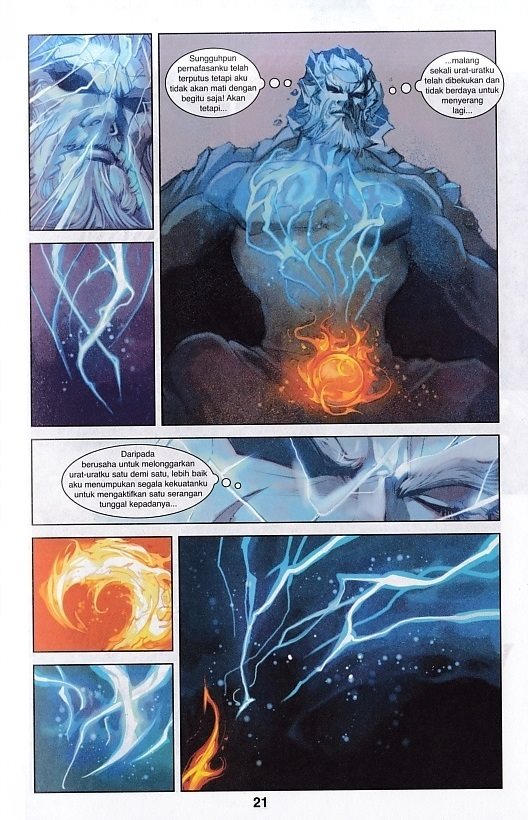 Sungguhpun
pernafasanku telah
terputus tetapi aku
tidak akan mati dengan
begitu saja! Akan
tetapi...
...malang
sekali urat-uratku
telah dibekukan dan
tidak berdaya untuk
menyerang
lagi...
Daripada
berusaha untuk melonggarkan
urat-uratku satu demi satu, lebih baik
aku menumpukan segala kekuatanku
untuk mengaktifkan satu serangan
tunggal kepadanya...
21